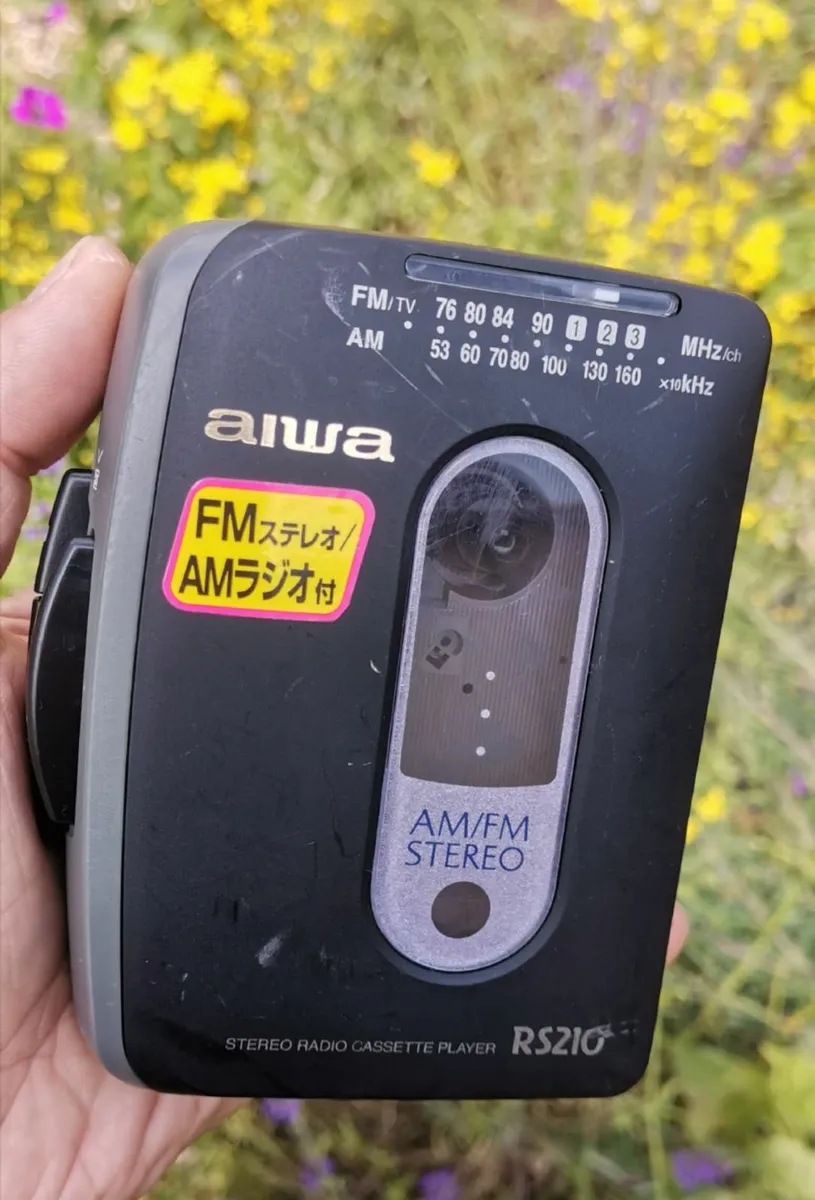 FM/TV 76 80 84 90 1 2 3 MHz/ch
AM 53 60 70 80 100 130 160 ×10kHz
aiwa
FMステレオ/
AMラジオ付
AM/FM
STEREO
STEREO RADIO CASSETTE PLAYER RS210